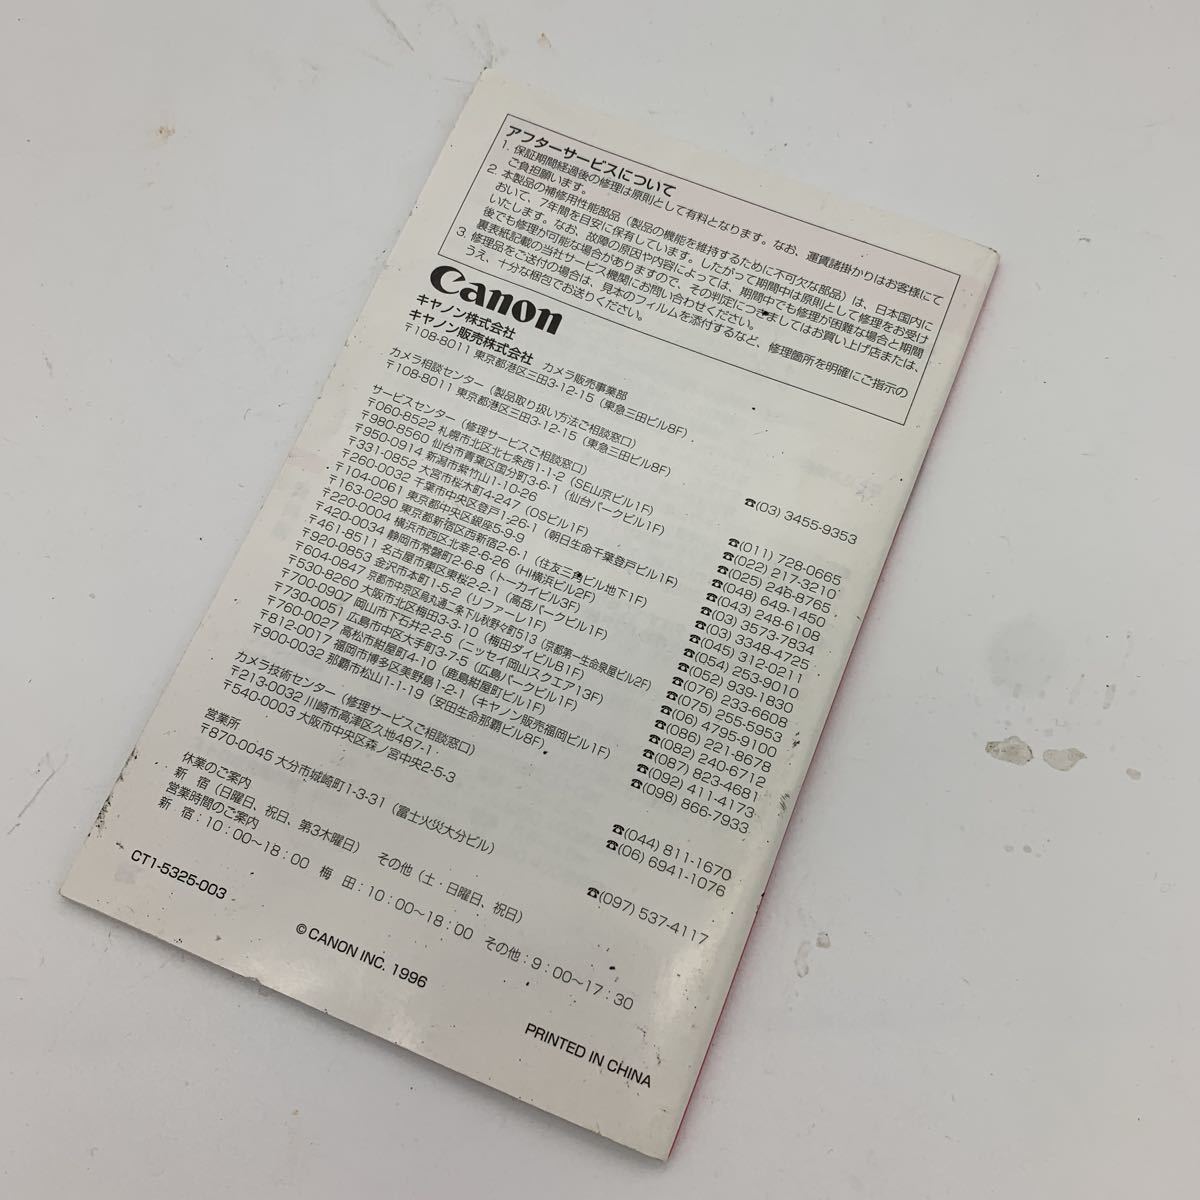 アフターサービスについて
1. 保証期間経過後の修理は原則として有料となります。なお、運賃諸掛かりはお客様にて
ご負担願います。
2. 本製品の補修用性能部品（製品の機能を維持するために不可欠な部品）は、日本国内に
おいて、7年間を目安に保有しています。したがって期間中は原則として修理をお受け
いたします。なお、故障の原因や内容によっては、期間中でも修理が困難な場合と期間
後でも修理が可能な場合がありますので、その判定につきましてはお買い上げ店または、
裏表紙記載の当社サービス機関にお問い合わせください。
3. 修理品をご送付の場合は、見本のフィルムを添付するなど、修理箇所を明確にご指示の
うえ、十分な梱包でお送りください。
Canon
キヤノン株式会社
キヤノン販売株式会社 カメラ販売事業部
〒108-8011 東京都港区三田3-12-15（東急三田ビル8F）
カメラ相談センター（製品取り扱い方法ご相談窓口）
〒108-8011 東京都港区三田3-12-15（東急三田ビル8F） ☎(03) 3455-9353
サービスセンター（修理サービスご相談窓口）
〒060-8522 札幌市北区北七条西1-1-2（SE山京ビル1F） ☎(011) 728-0665
〒980-8560 仙台市青葉区国分町3-6-1（仙台パークビル1F） ☎(022) 217-3210
〒950-0914 新潟市紫竹山1-10-26 ☎(025) 246-8765
〒331-0852 大宮市桜木町4-247（OSビル1F） ☎(048) 649-1450
〒260-0032 千葉市中央区登戸1-26-1（朝日生命千葉登戸ビル1F） ☎(043) 248-6108
〒104-0061 東京都中央区銀座5-9-9 ☎(03) 3573-7834
〒163-0290 東京都新宿区西新宿2-6-1（住友三角ビル地下1F） ☎(03) 3348-4725
〒220-0004 横浜市西区北幸2-6-26（HI横浜ビル2F） ☎(045) 312-0211
〒420-0034 静岡市常磐町2-6-8（トーカイビル3F） ☎(054) 253-9010
〒461-8511 名古屋市東区東桜2-2-1（高岳パークビル1F） ☎(052) 939-1830
〒920-0853 金沢市本町1-5-2（リファーレ1F） ☎(076) 233-6608
〒604-0847 京都市中京区烏丸通二条下ル秋野々町513（京都第一生命泉屋ビル2F） ☎(075) 255-5953
〒530-8260 大阪市北区梅田3-3-10（梅田ダイビルB1F） ☎(06) 4795-9100
〒700-0907 岡山市下石井2-2-5（ニッセイ岡山スクエア13F） ☎(086) 221-8678
〒730-0051 広島市中区大手町3-7-5（広島パークビル1F） ☎(082) 240-6712
〒760-0027 高松市紺屋町4-10（鹿島紺屋町ビル1F） ☎(087) 823-4681
〒812-0017 福岡市博多区美野島1-2-1（キヤノン販売福岡ビル1F） ☎(092) 411-4173
〒900-0032 那覇市松山1-1-19（安田生命那覇ビル8F） ☎(098) 866-7933
カメラ技術センター（修理サービスご相談窓口）
〒213-0032 川崎市高津区久地487-1 ☎(044) 811-1670
〒540-0003 大阪市中央区森ノ宮中央2-5-3 ☎(06) 6941-1076
営業所
〒870-0045 大分市城崎町1-3-31（富士火災大分ビル） ☎(097) 537-4117
休業のご案内
新 宿（日曜日、祝日、第3木曜日） その他（土・日曜日、祝日）
営業時間のご案内
新 宿：10：00〜18：00 梅 田：10：00〜18：00 その他：9：00〜17：30
CT1-5325-003
© CANON INC. 1996
PRINTED IN CHINA